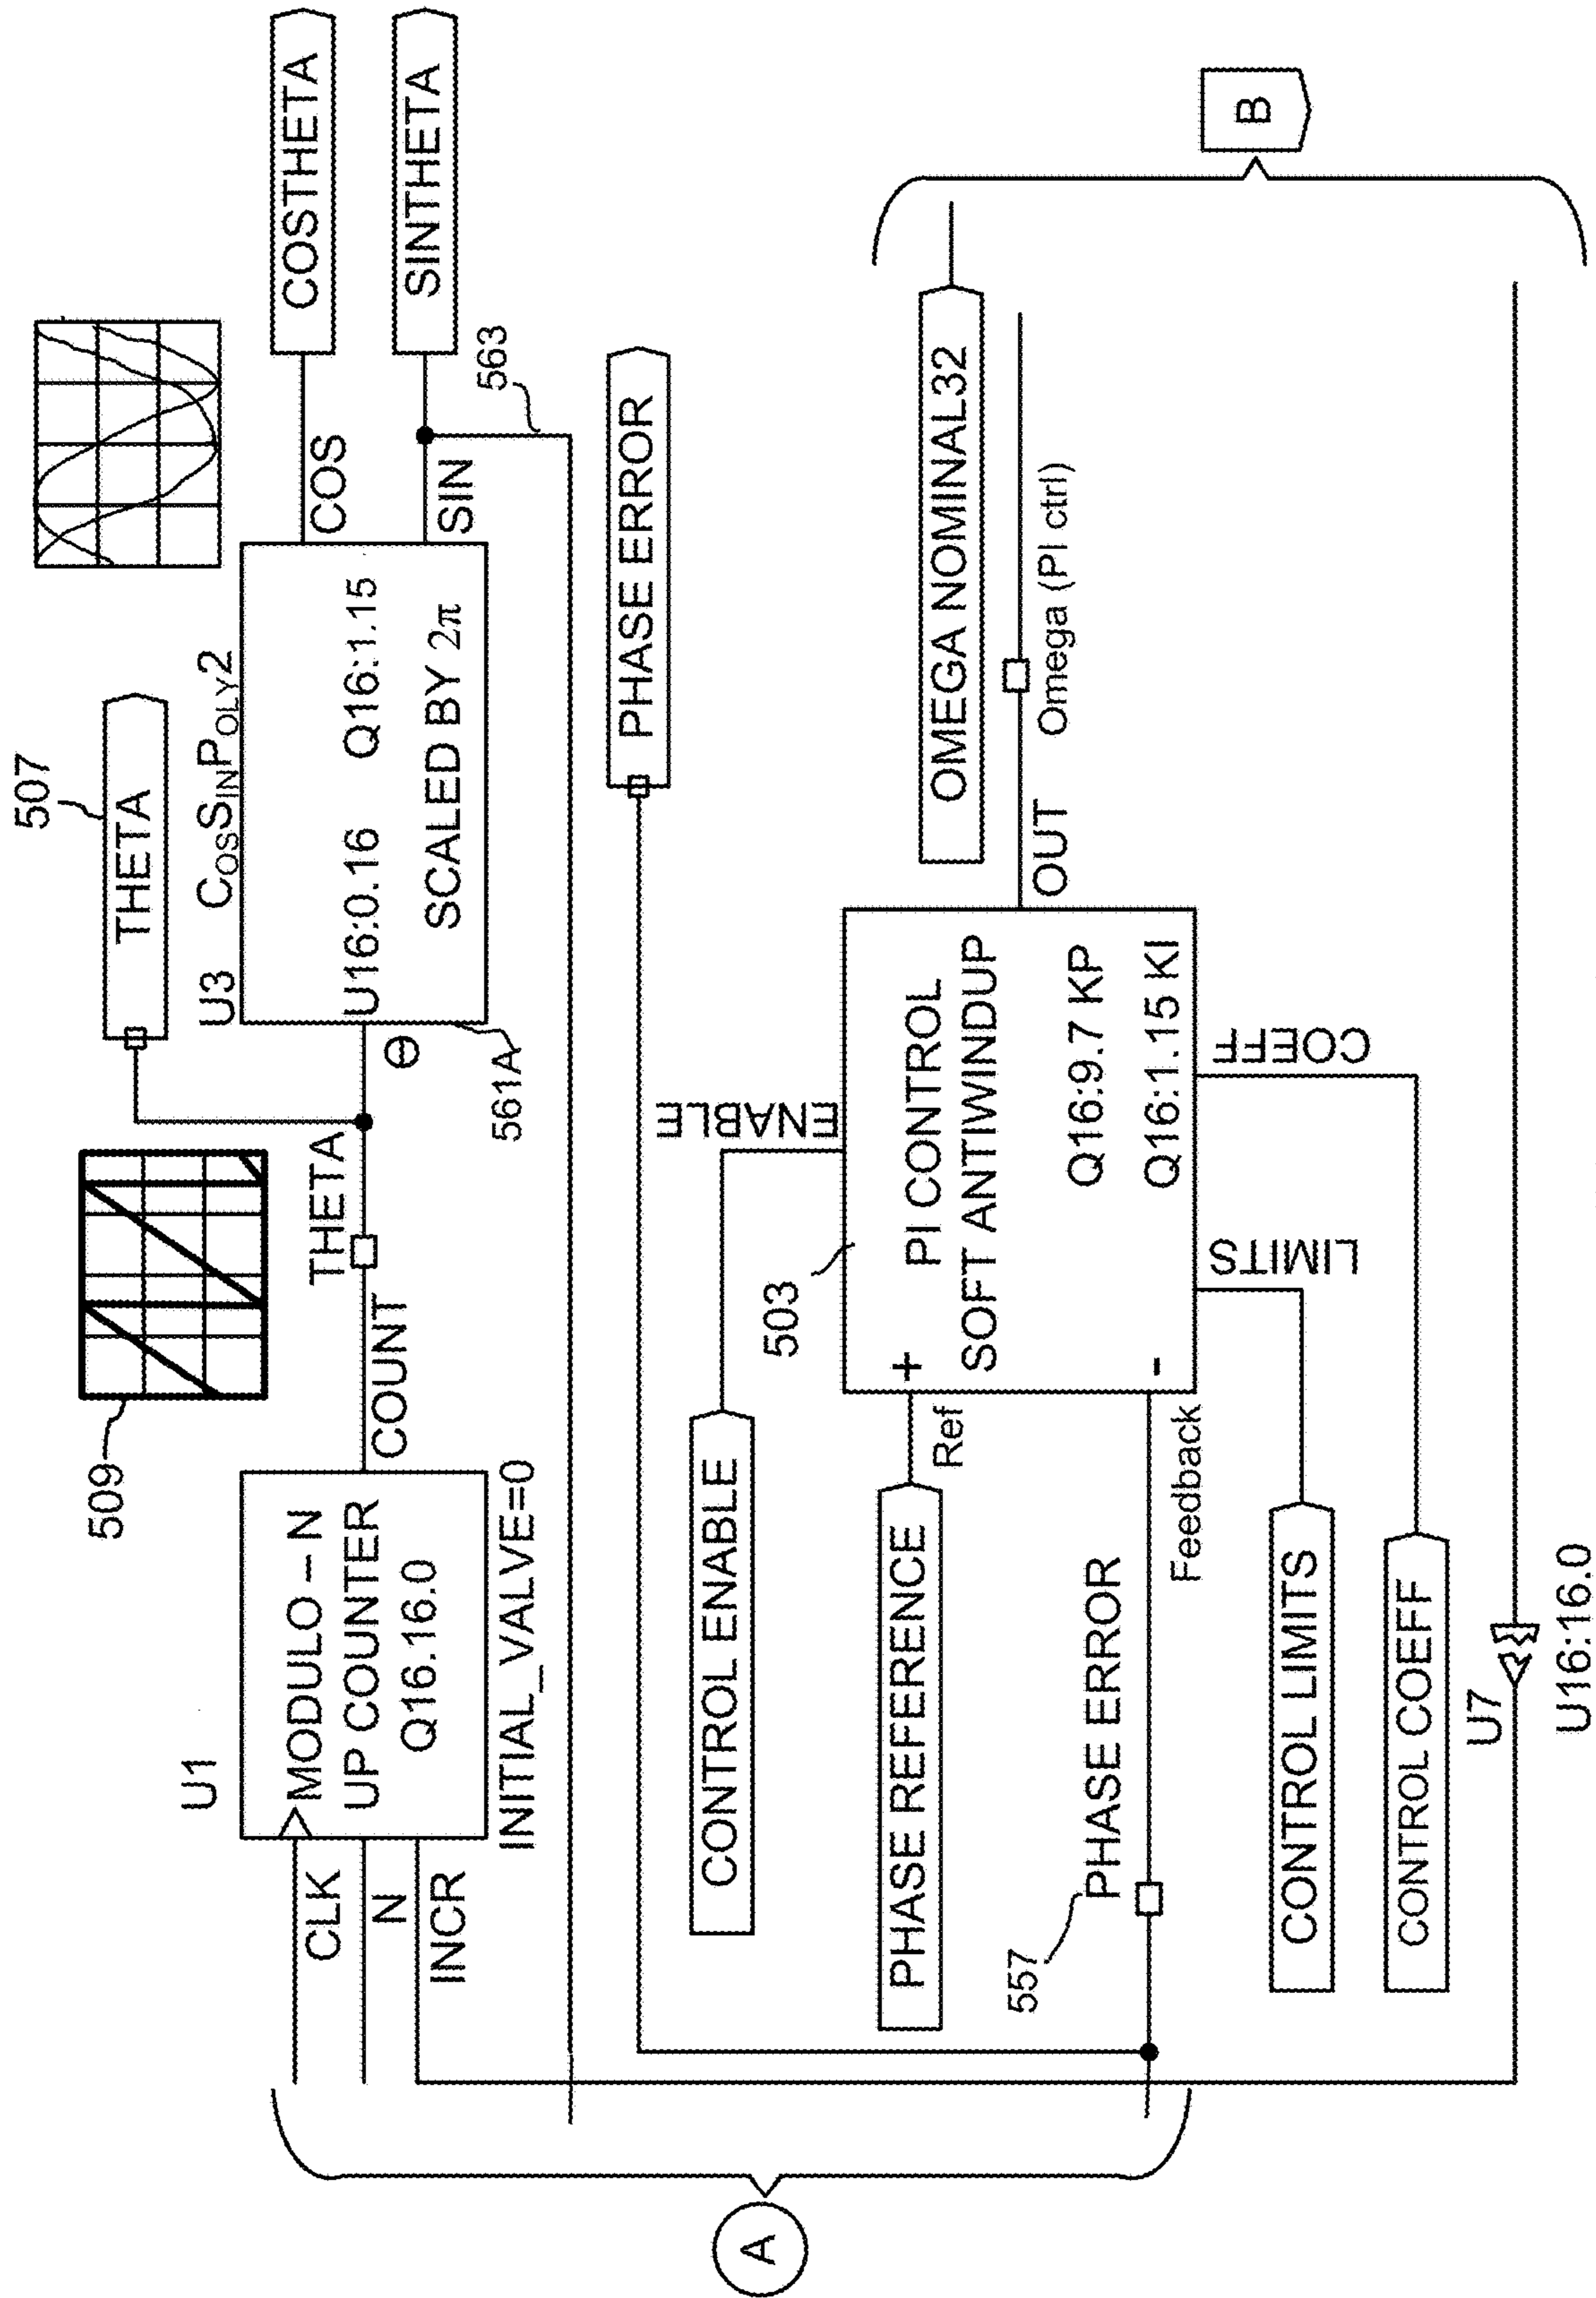 507
THETA
509
U1
MODULO – N
UP COUNTER
Q16.16.0
INITIAL_VALVE=0
CLK
N
INCR
COUNT
THETA
Θ
U3
COSSINPOLY2
U16:0.16 Q16:1.15
SCALED BY 2π
561A
COS
SIN
COSTHETA
SINTHETA
563
PHASE ERROR
CONTROL ENABLE
ENABLE
503
PI CONTROL
SOFT ANTIWINDUP
Q16:9.7 KP
Q16:1.15 KI
+
-
PHASE REFERENCE
Ref
557
PHASE ERROR
Feedback
CONTROL LIMITS
LIMITS
CONTROL COEFF
COEFF
OUT
OMEGA NOMINAL32
Omega (PI ctrl)
U7
U16:16.0
A
B